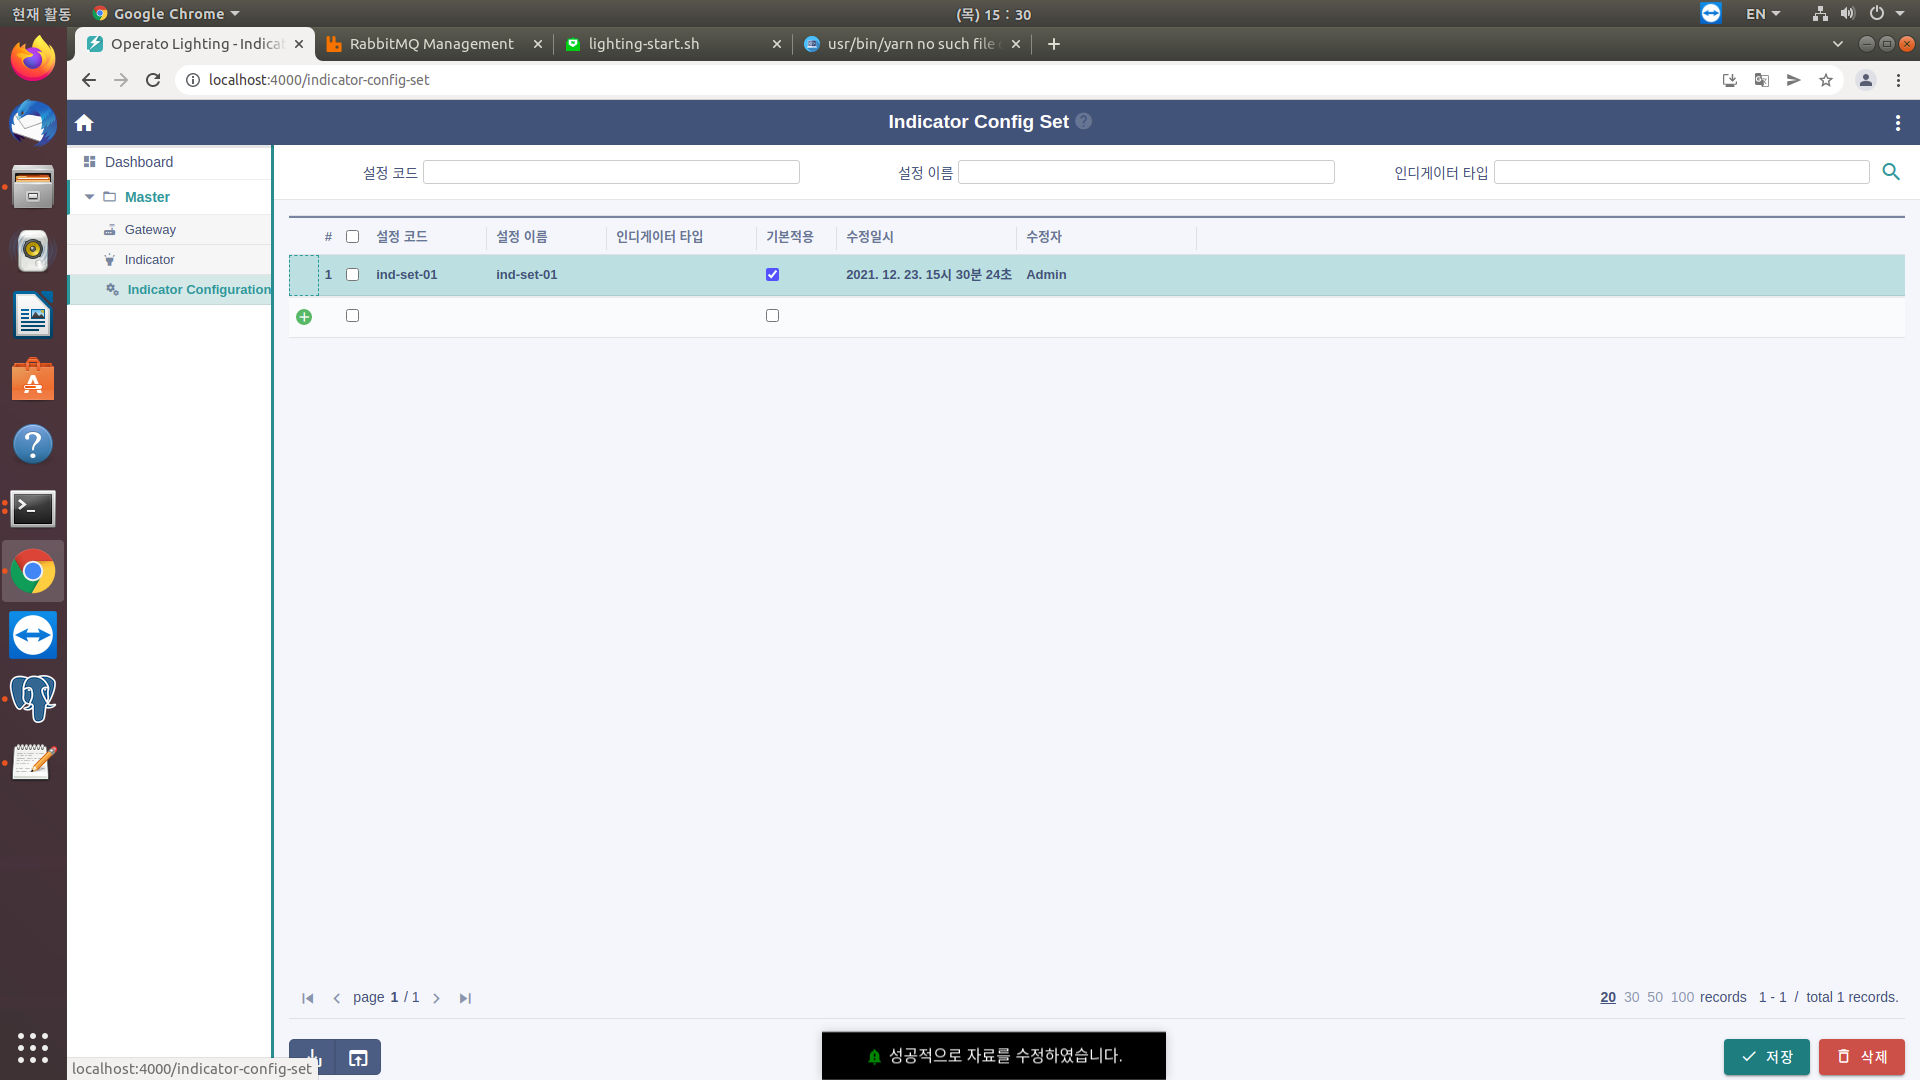 현재 활동
Google Chrome
(목) 15 : 30
EN
Operato Lighting - Indicat
RabbitMQ Management
lighting-start.sh
usr/bin/yarn no such file
localhost:4000/indicator-config-set
Indicator Config Set
Dashboard
Master
Gateway
Indicator
Indicator Configuration
설정 코드
설정 이름
인디게이터 타입
# 설정 코드 설정 이름 인디게이터 타입 기본적용 수정일시 수정자
1 ind-set-01 ind-set-01 2021. 12. 23. 15시 30분 24초 Admin
page 1 / 1
20 30 50 100 records 1 - 1 / total 1 records.
성공적으로 자료를 수정하였습니다.
저장
삭제
localhost:4000/indicator-config-set